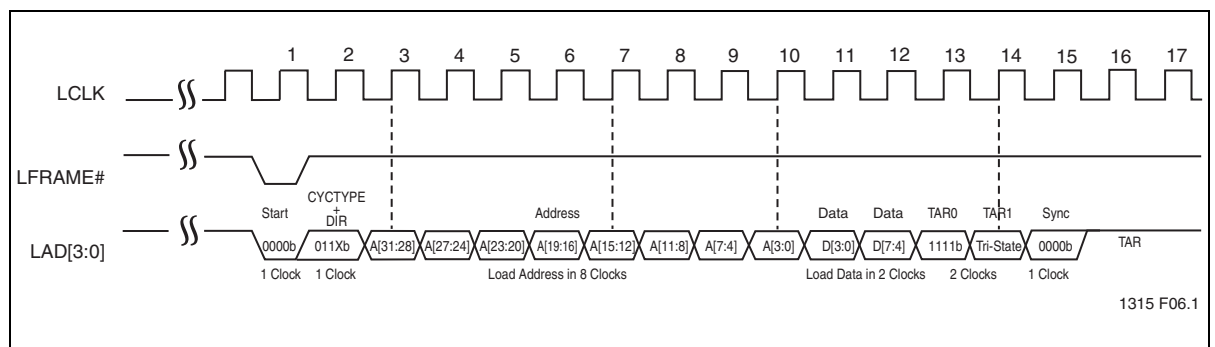 1 2 3 4 5 6 7 8 9 10 11 12 13 14 15 16 17
LCLK
LFRAME#
CYCTYPE
+
DIR
Start Address Data Data TAR0 TAR1 Sync
LAD[3:0] 0000b 011Xb A[31:28] A[27:24] A[23:20] A[19:16] A[15:12] A[11:8] A[7:4] A[3:0] D[3:0] D[7:4] 1111b Tri-State 0000b TAR
1 Clock 1 Clock Load Address in 8 Clocks Load Data in 2 Clocks 2 Clocks 1 Clock
1315 F06.1